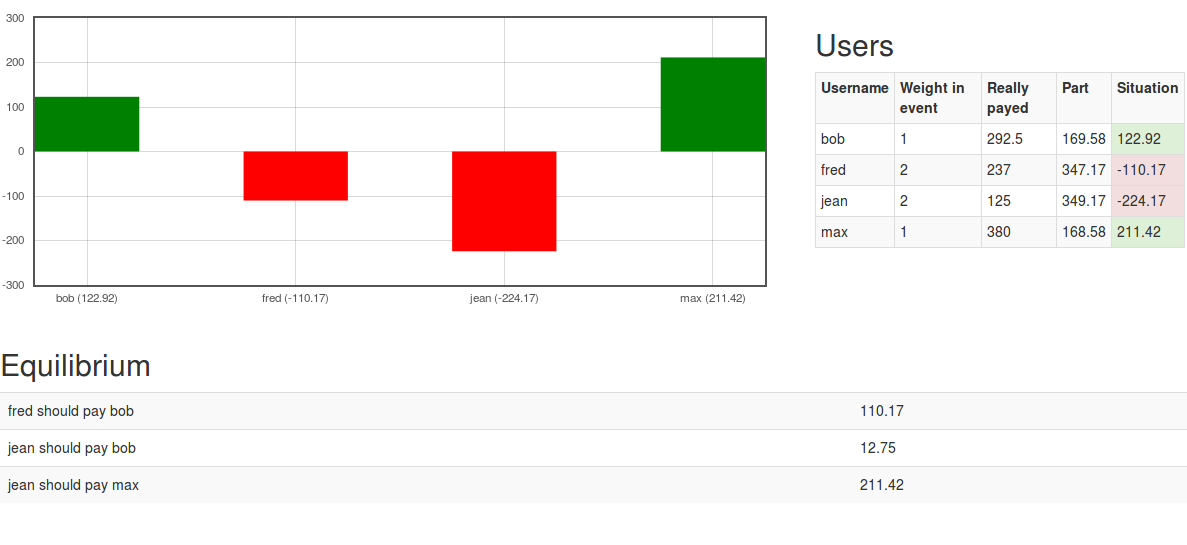 300
200
100
0
-100
-200
-300
bob (122.92) fred (-110.17) jean (-224.17) max (211.42)
Users
Username Weight in event Really payed Part Situation
bob 1 292.5 169.58 122.92
fred 2 237 347.17 -110.17
jean 2 125 349.17 -224.17
max 1 380 168.58 211.42
Equilibrium
fred should pay bob 110.17
jean should pay bob 12.75
jean should pay max 211.42